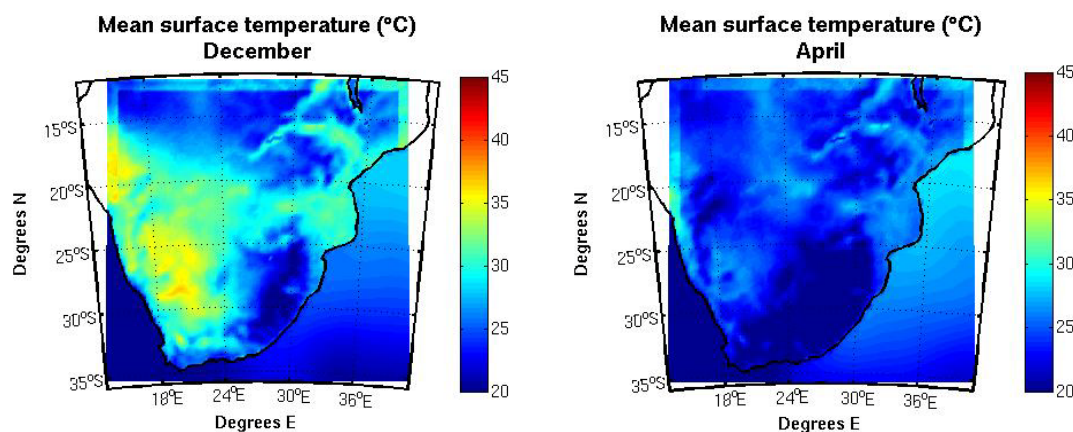 Mean surface temperature (°C)
December
15°S
20°S
25°S
30°S
35°S
18°E
24°E
30°E
36°E
Degrees N
Degrees E
45
40
35
30
25
20
Mean surface temperature (°C)
April
15°S
20°S
25°S
30°S
35°S
18°E
24°E
30°E
36°E
Degrees N
Degrees E
45
40
35
30
25
20